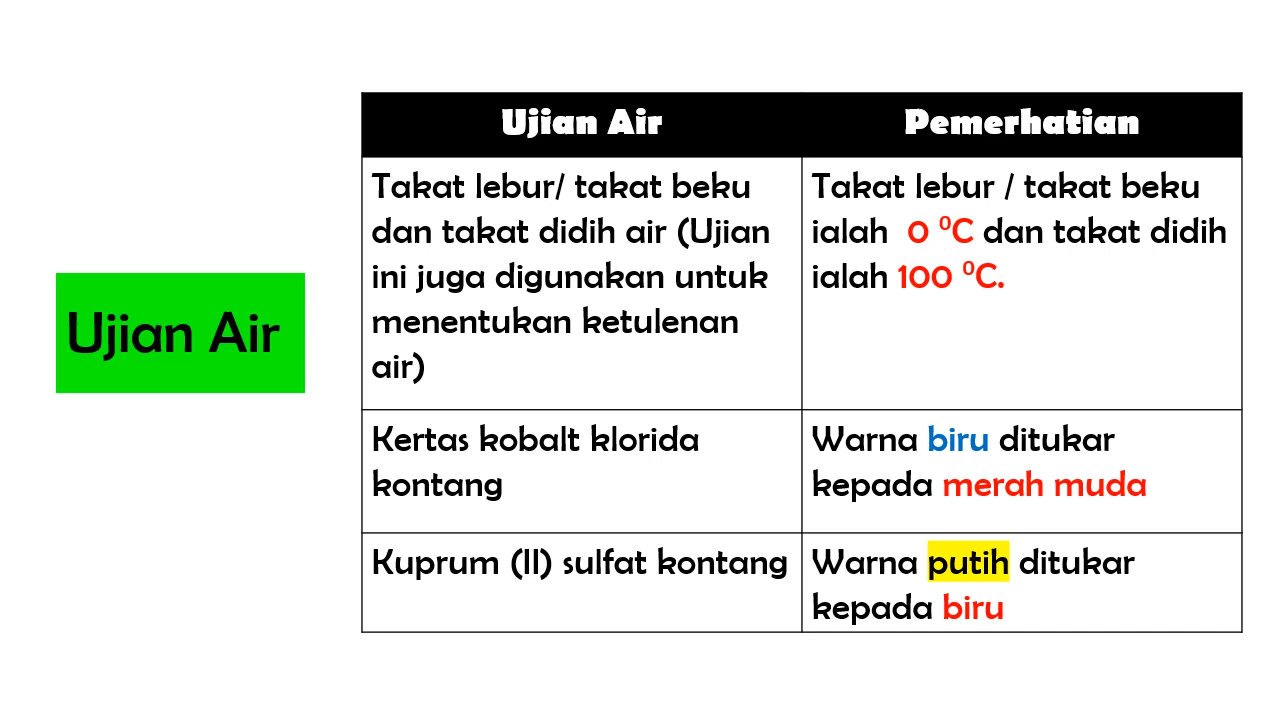 Ujian Air
Ujian Air
Pemerhatian
Takat lebur/ takat beku
dan takat didih air (Ujian
ini juga digunakan untuk
menentukan ketulenan
air)
Takat lebur / takat beku
ialah 0 ⁰C dan takat didih
ialah 100 ⁰C.
Kertas kobalt klorida
kontang
Warna biru ditukar
kepada merah muda
Kuprum (II) sulfat kontang
Warna putih ditukar
kepada biru